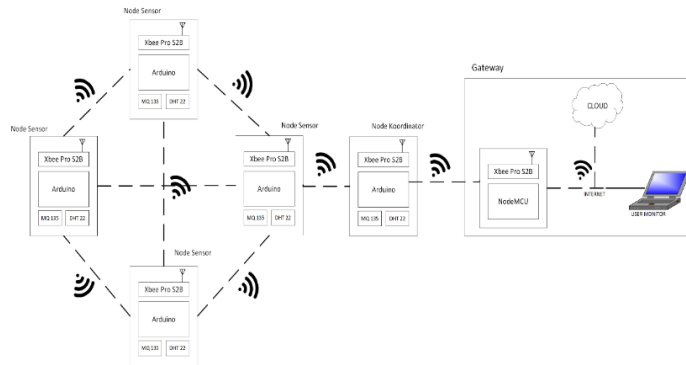 Node Sensor
Xbee Pro S2B
Arduino
MQ 135 DHT 22
Node Sensor
Xbee Pro S2B
Arduino
MQ 135 DHT 22
Node Sensor
Xbee Pro S2B
Arduino
MQ 135 DHT 22
Node Sensor
Xbee Pro S2B
Arduino
MQ 135 DHT 22
Node Koordinator
Xbee Pro S2B
Arduino
MQ 135 DHT 22
Gateway
CLOUD
Xbee Pro S2B
NodeMCU
INTERNET
USER MONITOR